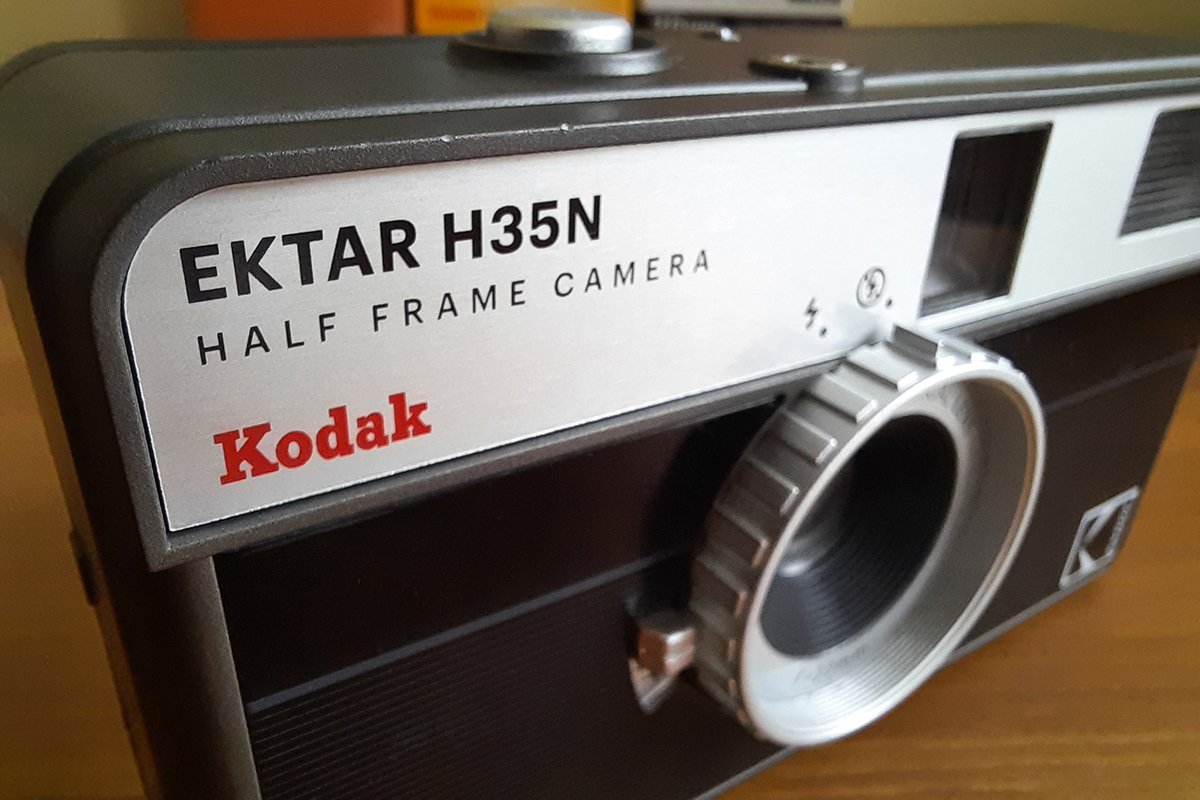 EKTAR H35N
HALF FRAME CAMERA
Kodak